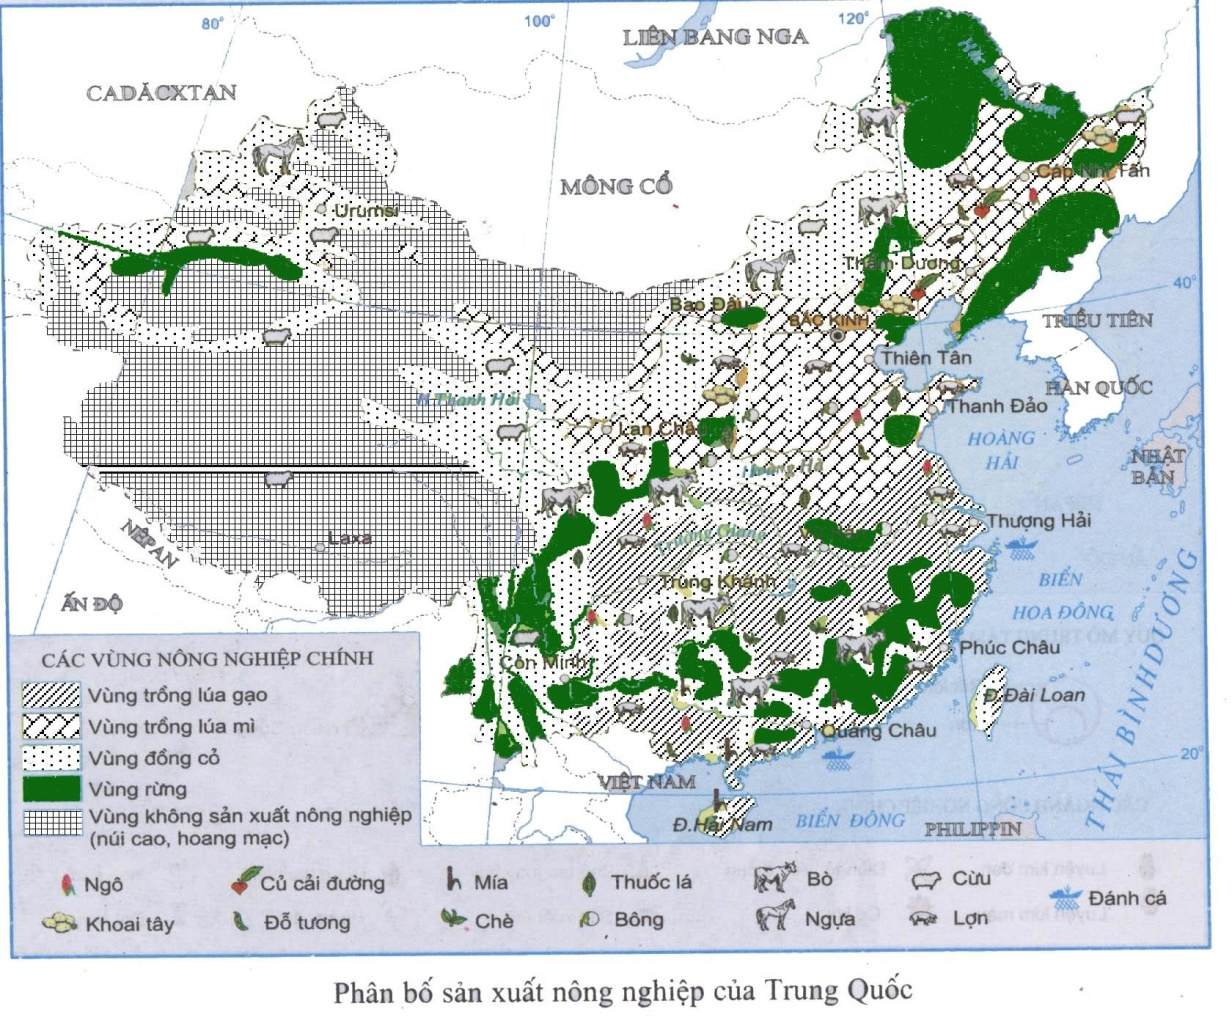 80°
100°
120°
LIÊN BANG NGA
CADĂCXTAN
MÔNG CỔ
Cáp Nhĩ Tân
Urumsi
Thẩm Dương
40°
Bao Đầu
BẮC KINH
TRIỀU TIÊN
Thiên Tân
HÀN QUỐC
H. Thanh Hải
Thanh Đảo
Lan Châu
HOÀNG
HẢI
NHẬT
BẢN
Hoàng Hà
Thượng Hải
Laxa
NÊPAN
Trường Giang
Trùng Khánh
BIỂN
HOA ĐÔNG
ẤN ĐỘ
THÁI BÌNH DƯƠNG
Phúc Châu
Côn Minh
Đ.Đài Loan
Quảng Châu
20°
VIỆT NAM
Đ.Hải Nam
BIỂN ĐÔNG
PHILIPPIN
CÁC VÙNG NÔNG NGHIỆP CHÍNH
Vùng trồng lúa gạo
Vùng trồng lúa mì
Vùng đồng cỏ
Vùng rừng
Vùng không sản xuất nông nghiệp
(núi cao, hoang mạc)
Ngô
Củ cải đường
Mía
Thuốc lá
Bò
Cừu
Đánh cá
Khoai tây
Đỗ tương
Chè
Bông
Ngựa
Lợn
Phân bố sản xuất nông nghiệp của Trung Quốc